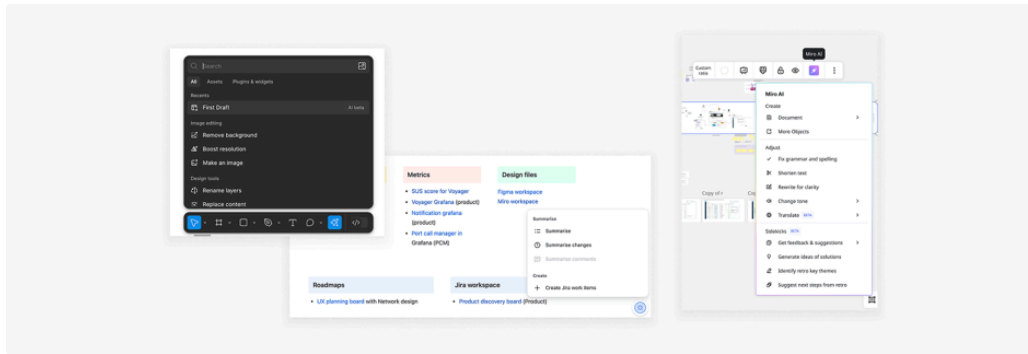 Search
All
Assets
Plugins & widgets
Recents
First Draft
AI beta
Image editing
Remove background
Boost resolution
Make an image
Design tools
Rename layers
Replace content
Metrics
SUS score for Voyager
Voyager Grafana (product)
Notification grafana
(product)
Port call manager in
Grafana (PCM)
Design files
Figma workspace
Miro workspace
Summarise
Summarise
Summarise changes
Summarise comments
Create
Create Jira work items
Roadmaps
UX planning board with Network design
Jira workspace
Product discovery board (Product)
Miro AI
Custom
ratio
Copy of r
Copy
Miro AI
Create
Document
More Objects
Adjust
Fix grammar and spelling
Shorten text
Rewrite for clarity
Change tone
Translate BETA
Sidekicks BETA
Get feedback & suggestions
Generate ideas of solutions
Identify retro key themes
Suggest next steps from retro